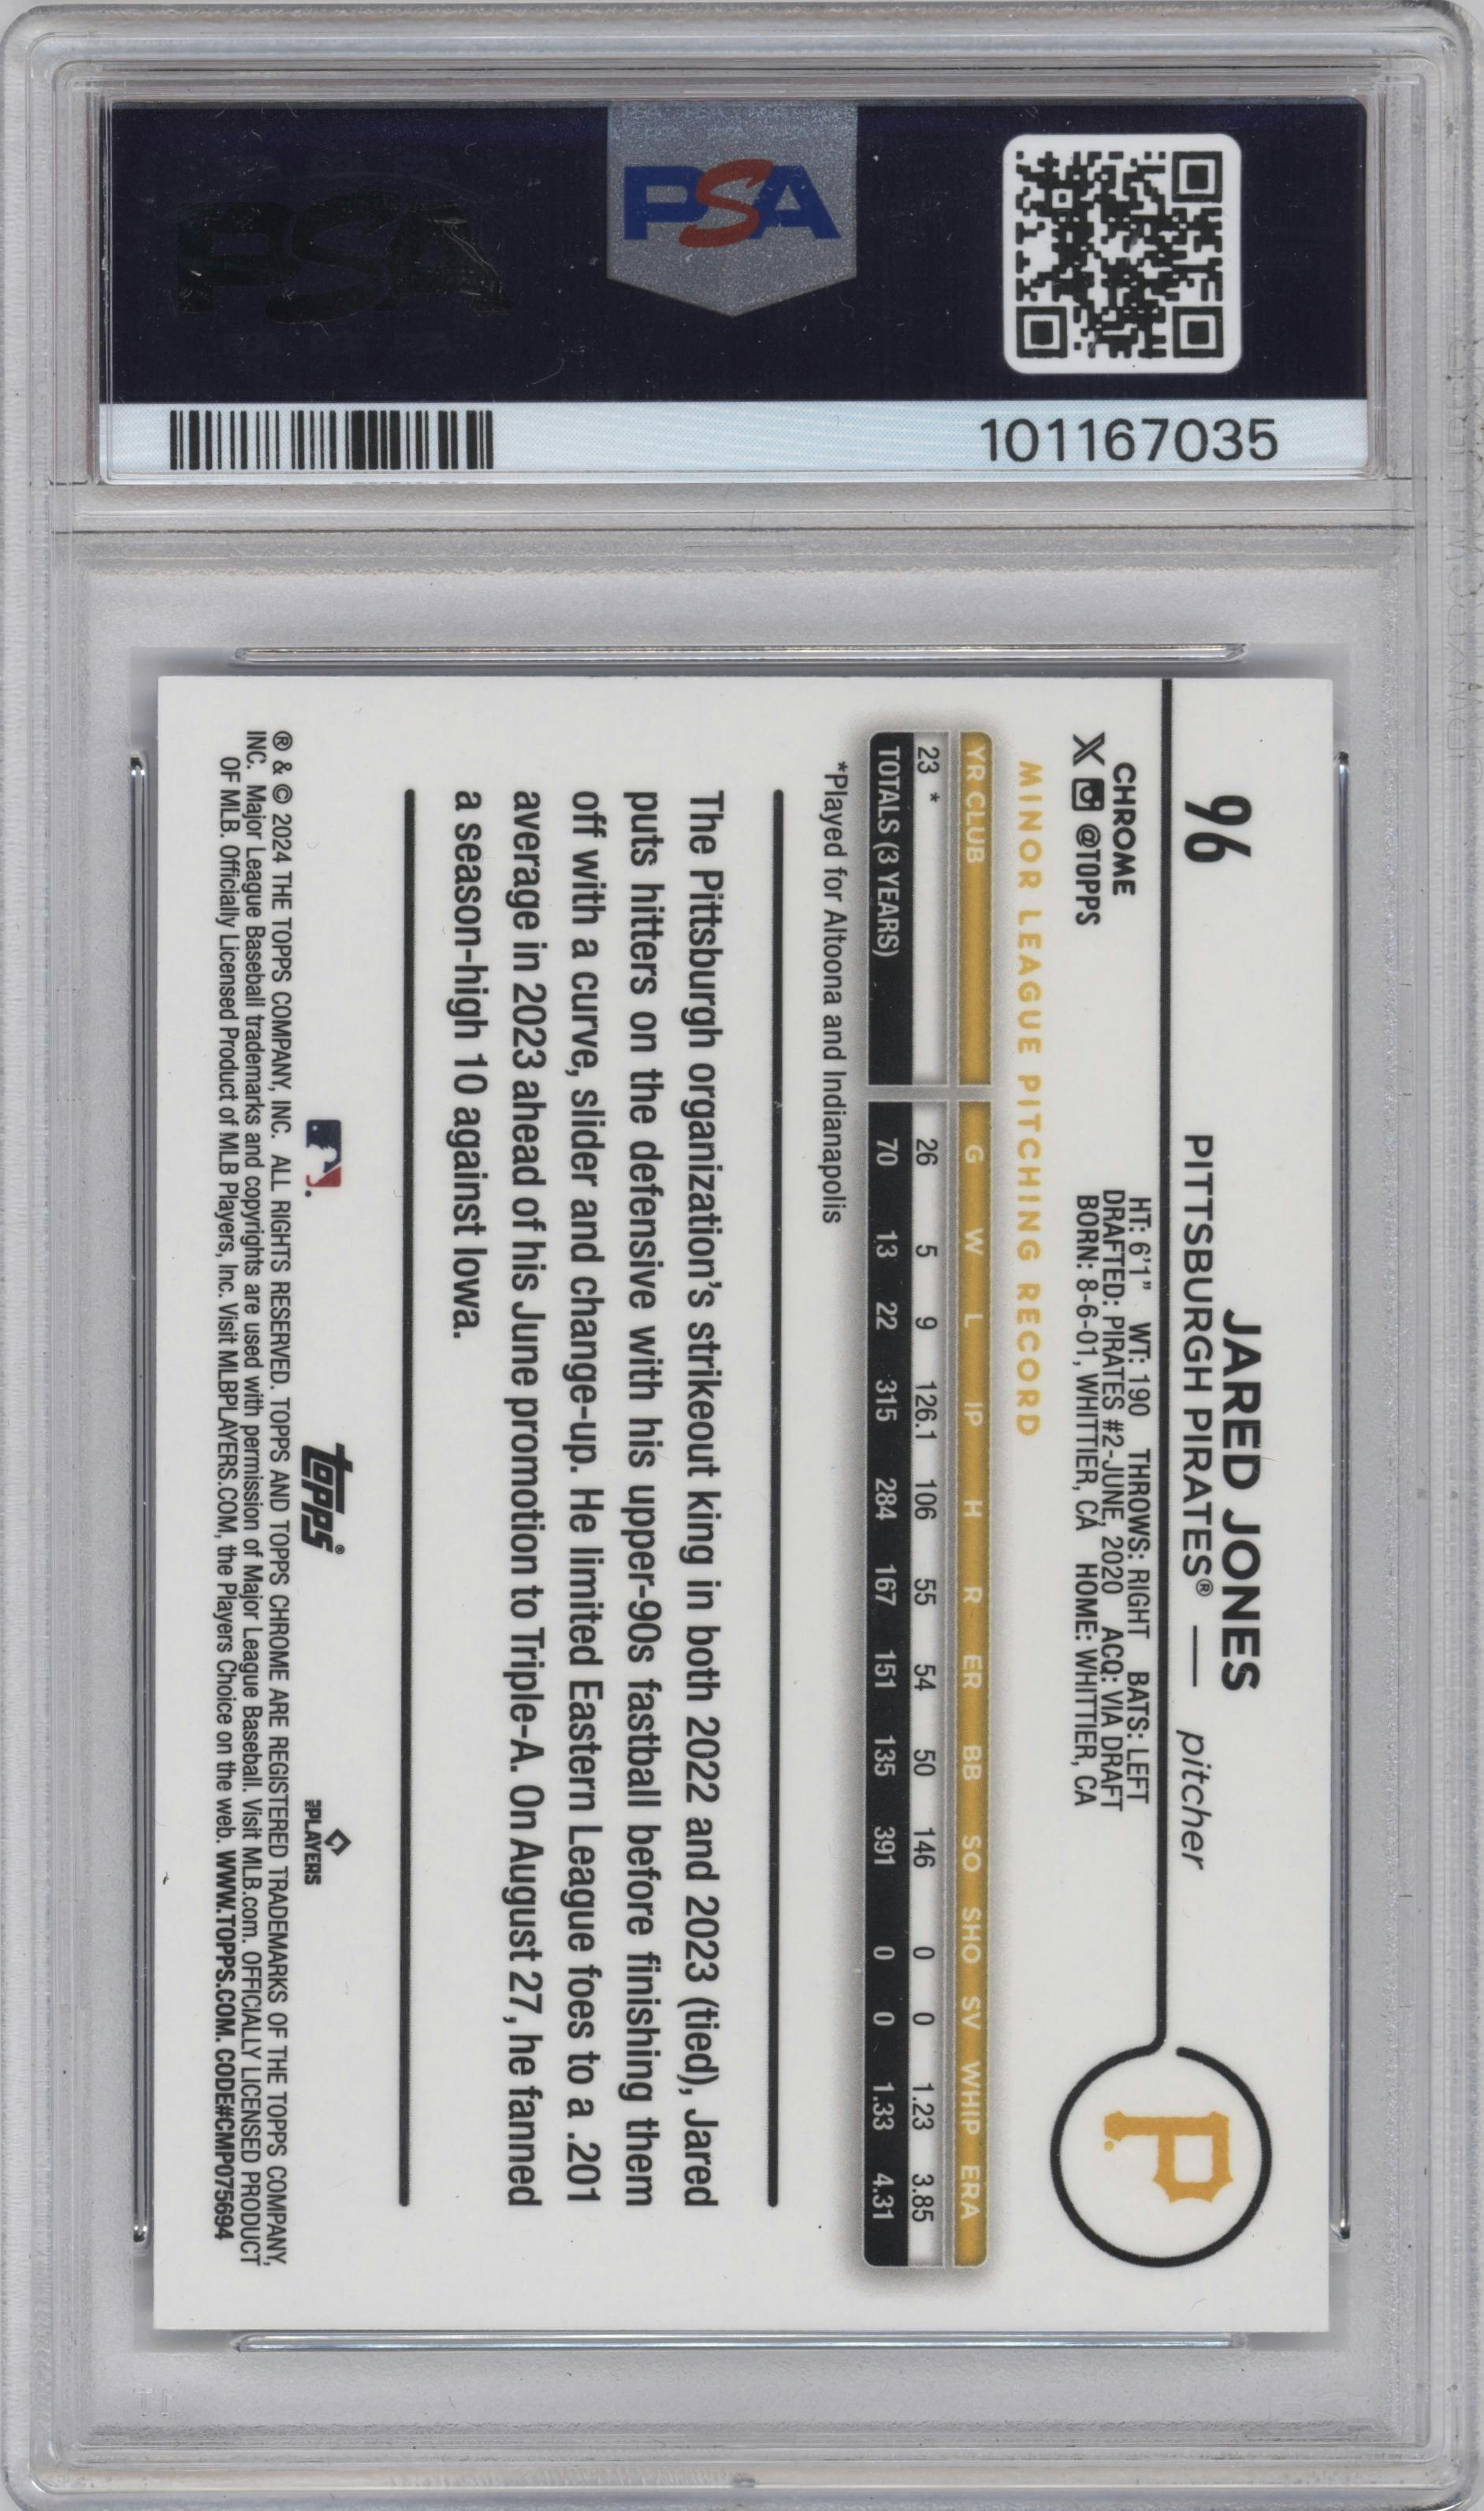 PSA
PSA
101167035
96
JARED JONES
PITTSBURGH PIRATES® — pitcher
CHROME
X @TOPPS
HT: 6'1" WT: 190 THROWS: RIGHT BATS: LEFT
DRAFTED: PIRATES #2-JUNE, 2020 ACQ: VIA DRAFT
BORN: 8-6-01, WHITTIER, CA HOME: WHITTIER, CA
MINOR LEAGUE PITCHING RECORD
YR CLUB G W L IP H R ER BB SO SHO SV WHIP ERA
23 * 26 5 9 126.1 106 55 54 50 146 0 0 1.23 3.85
TOTALS (3 YEARS) 70 13 22 315 284 167 151 135 391 0 0 1.33 4.31
*Played for Altoona and Indianapolis
The Pittsburgh organization's strikeout king in both 2022 and 2023 (tied), Jared
puts hitters on the defensive with his upper-90s fastball before finishing them
off with a curve, slider and change-up. He limited Eastern League foes to a .201
average in 2023 ahead of his June promotion to Triple-A. On August 27, he fanned
a season-high 10 against Iowa.
topps®
PLAYERS
® & © 2024 THE TOPPS COMPANY, INC. ALL RIGHTS RESERVED. TOPPS AND TOPPS CHROME ARE REGISTERED TRADEMARKS OF THE TOPPS COMPANY,
INC. Major League Baseball trademarks and copyrights are used with permission of Major League Baseball. Visit MLB.com. OFFICIALLY LICENSED PRODUCT
OF MLB. Officially Licensed Product of MLB Players, Inc. Visit MLBPLAYERS.COM, the Players Choice on the web. WWW.TOPPS.COM. CODE#CMP075694